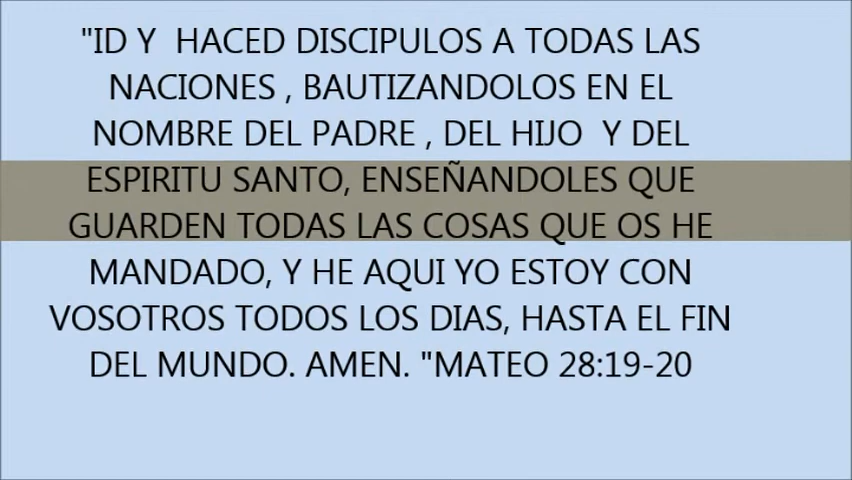 "ID Y HACED DISCIPULOS A TODAS LAS
NACIONES , BAUTIZANDOLOS EN EL
NOMBRE DEL PADRE , DEL HIJO Y DEL
ESPIRITU SANTO, ENSEÑANDOLES QUE
GUARDEN TODAS LAS COSAS QUE OS HE
MANDADO, Y HE AQUI YO ESTOY CON
VOSOTROS TODOS LOS DIAS, HASTA EL FIN
DEL MUNDO. AMEN. "MATEO 28:19-20